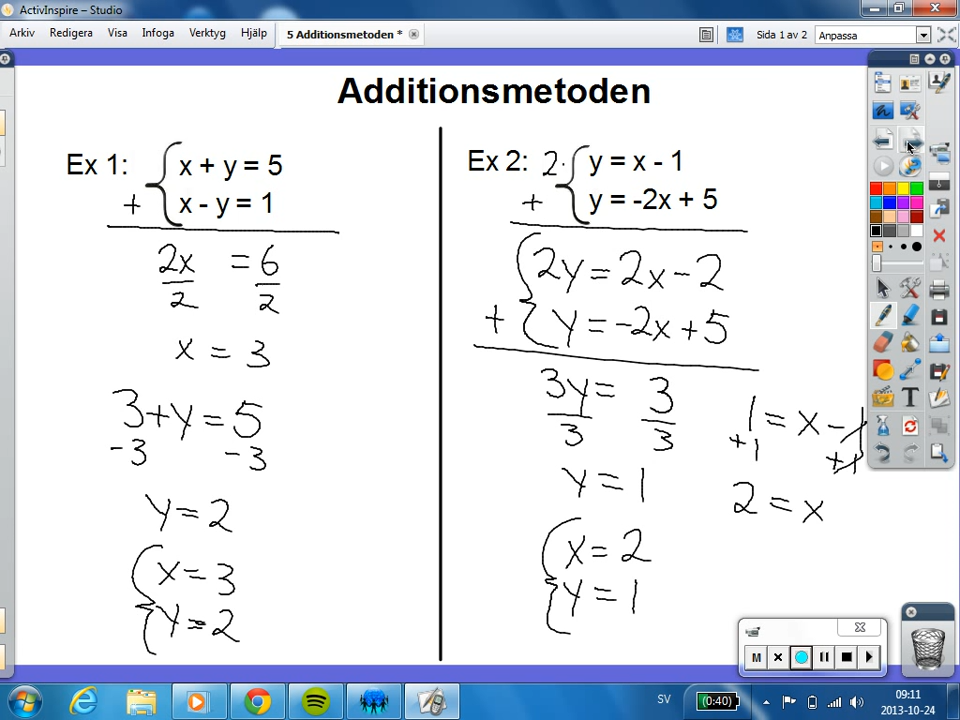 ActivInspire – Studio
Arkiv Redigera Visa Infoga Verktyg Hjälp
5 Additionsmetoden *
Sida 1 av 2
Anpassa
Additionsmetoden
Ex 1:
x + y = 5
+ x - y = 1
2x = 6
2 2
x = 3
3 + y = 5
-3 -3
y = 2
x = 3
y = 2
Ex 2: 2·
y = x - 1
+ y = -2x + 5
2y = 2x - 2
+ y = -2x + 5
3y = 3
3 3
y = 1
x = 2
y = 1
1 = x - 1
+1 +1
2 = x
M
T
SV
(0:40)
09:11
2013-10-24